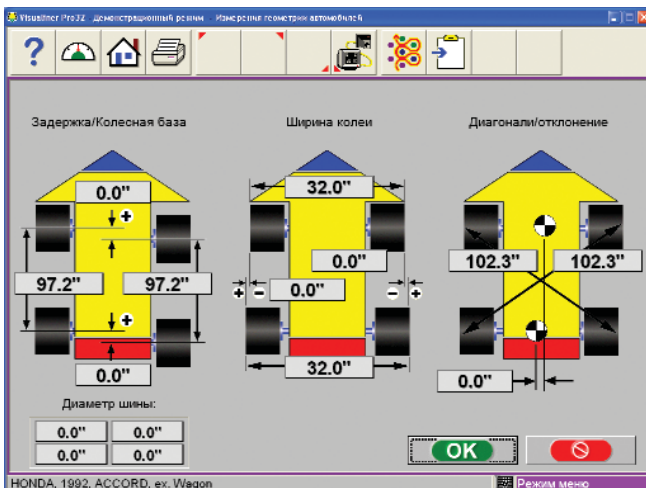 Visualiner Pro32 - Демонстрационный режим - Измерения геометрии автомобилей
?
Задержка/Колесная база
Ширина колеи
Диагонали/отклонение
0.0"
32.0"
+
0.0"
102.3"
102.3"
97.2"
97.2"
+ -
0.0"
- +
+
0.0"
32.0"
0.0"
Диаметр шины:
0.0" 0.0"
0.0" 0.0"
OK
HONDA, 1992, ACCORD, ex. Wagon
Режим меню